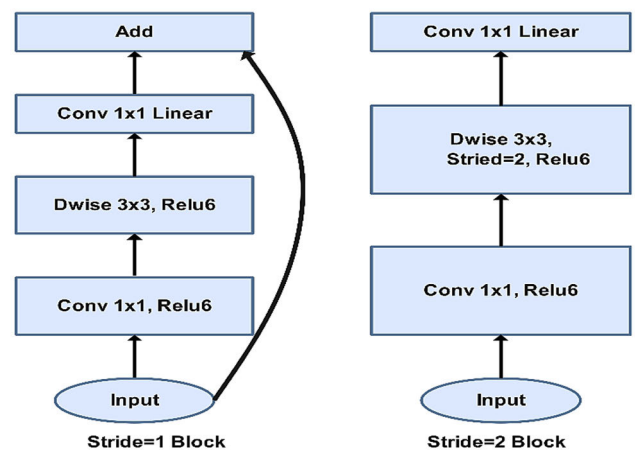 Add
Conv 1x1 Linear
Dwise 3x3, Relu6
Conv 1x1, Relu6
Input
Stride=1 Block
Conv 1x1 Linear
Dwise 3x3,
Stried=2, Relu6
Conv 1x1, Relu6
Input
Stride=2 Block